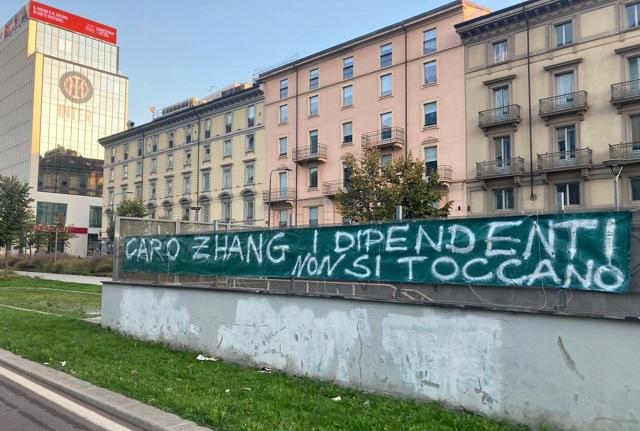 CARO ZHANG I DIPENDENTI
NON SI TOCCANO
INTER